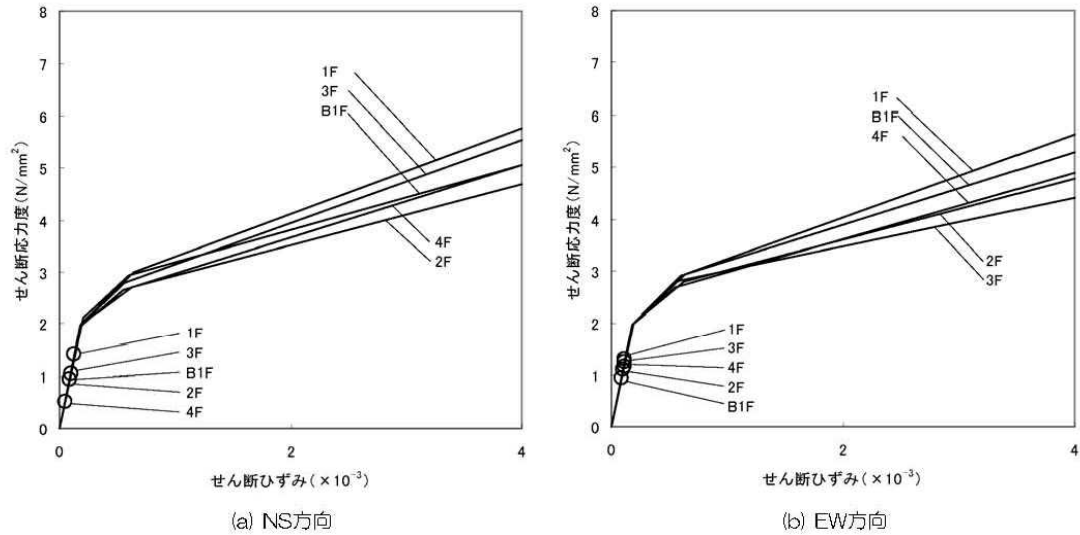 8
7
6
5
4
3
2
1
0
せん断応力度(N/mm²)
1F
3F
B1F
4F
2F
1F
3F
B1F
2F
4F
0
2
4
せん断ひずみ(×10⁻³)
(a) NS方向
8
7
6
5
4
3
2
1
0
せん断応力度(N/mm²)
1F
B1F
4F
2F
3F
1F
3F
4F
2F
B1F
0
2
4
せん断ひずみ(×10⁻³)
(b) EW方向